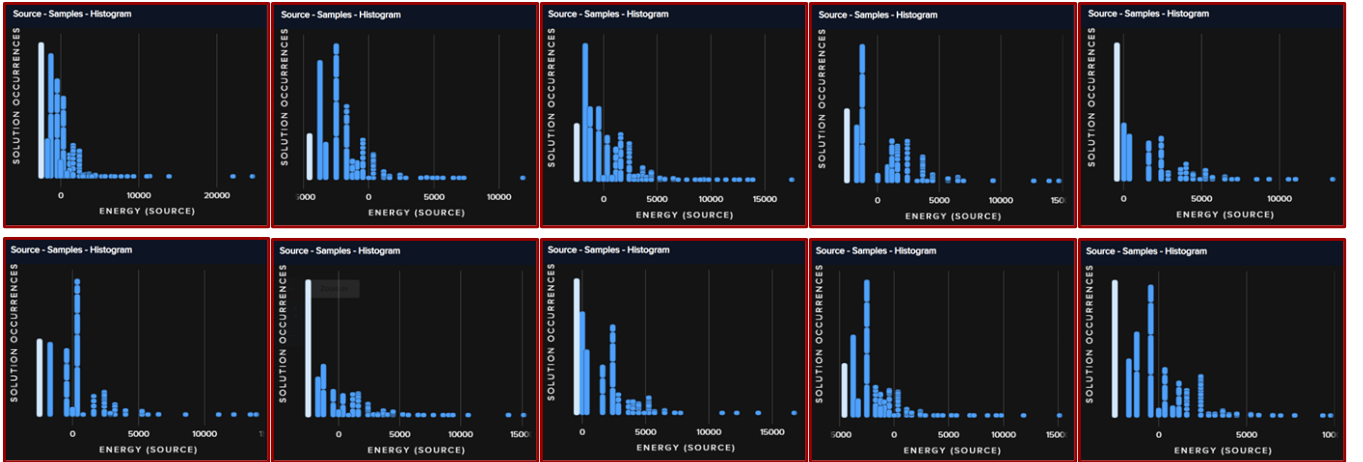 Source - Samples - Histogram
SOLUTION OCCURRENCES
0 10000 20000
ENERGY (SOURCE)
Source - Samples - Histogram
SOLUTION OCCURRENCES
5000 0 5000 10000
ENERGY (SOURCE)
Source - Samples - Histogram
SOLUTION OCCURRENCES
0 5000 10000 15000
ENERGY (SOURCE)
Source - Samples - Histogram
SOLUTION OCCURRENCES
0 5000 10000 150
ENERGY (SOURCE)
Source - Samples - Histogram
SOLUTION OCCURRENCES
0 5000 10000
ENERGY (SOURCE)
Source - Samples - Histogram
SOLUTION OCCURRENCES
0 5000 10000
ENERGY (SOURCE)
Source - Samples - Histogram
SOLUTION OCCURRENCES
0 5000 10000 1500
ENERGY (SOURCE)
Source - Samples - Histogram
SOLUTION OCCURRENCES
0 5000 10000 15000
ENERGY (SOURCE)
Source - Samples - Histogram
SOLUTION OCCURRENCES
5000 0 5000 10000 1500
ENERGY (SOURCE)
Source - Samples - Histogram
SOLUTION OCCURRENCES
0 5000 100
ENERGY (SOURCE)